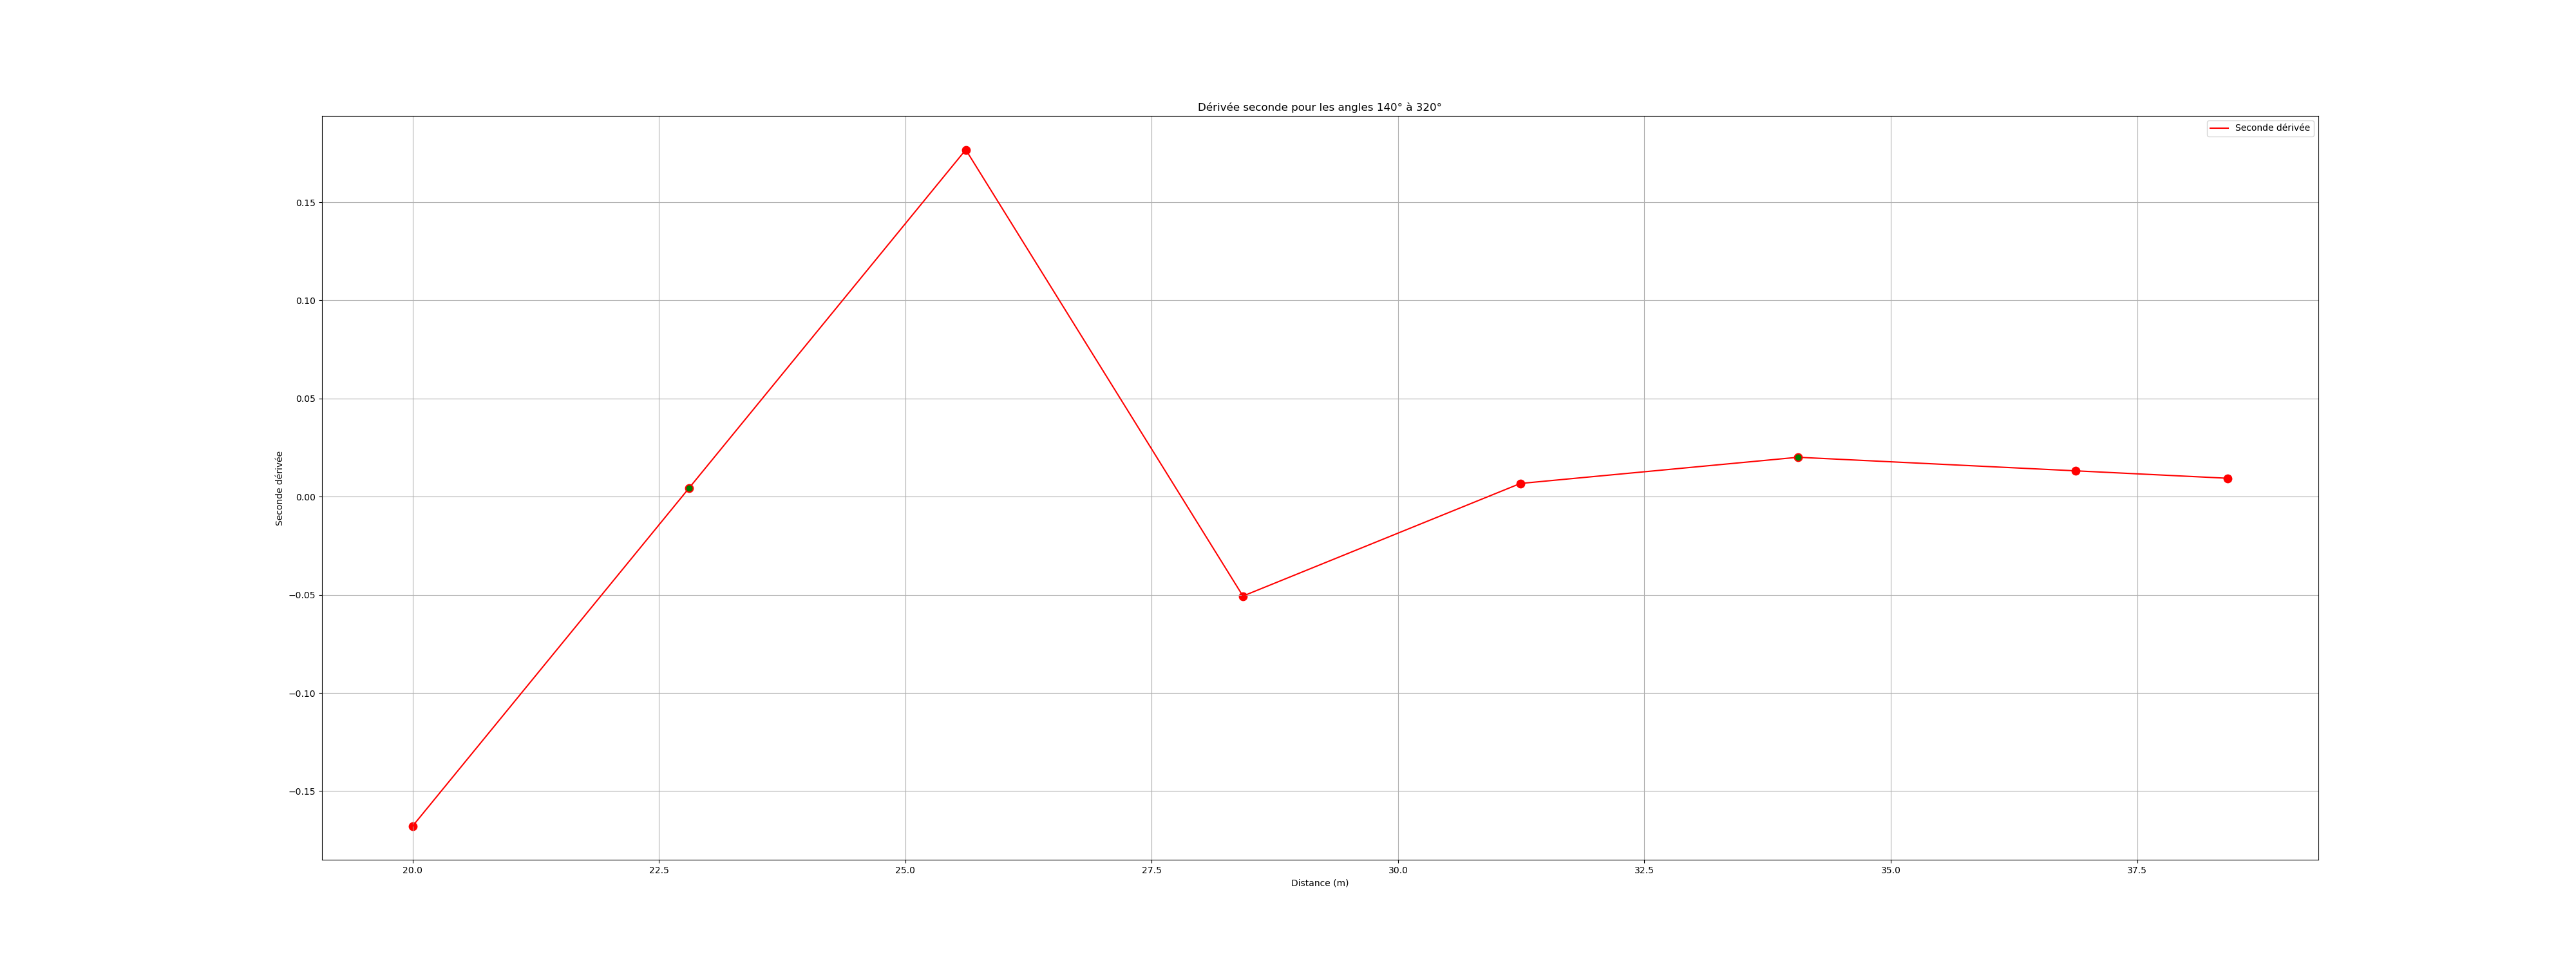 Dérivée seconde pour les angles 140° à 320°
Seconde dérivée
0.15
0.10
0.05
0.00
−0.05
−0.10
−0.15
Seconde dérivée
20.0 22.5 25.0 27.5 30.0 32.5 35.0 37.5
Distance (m)